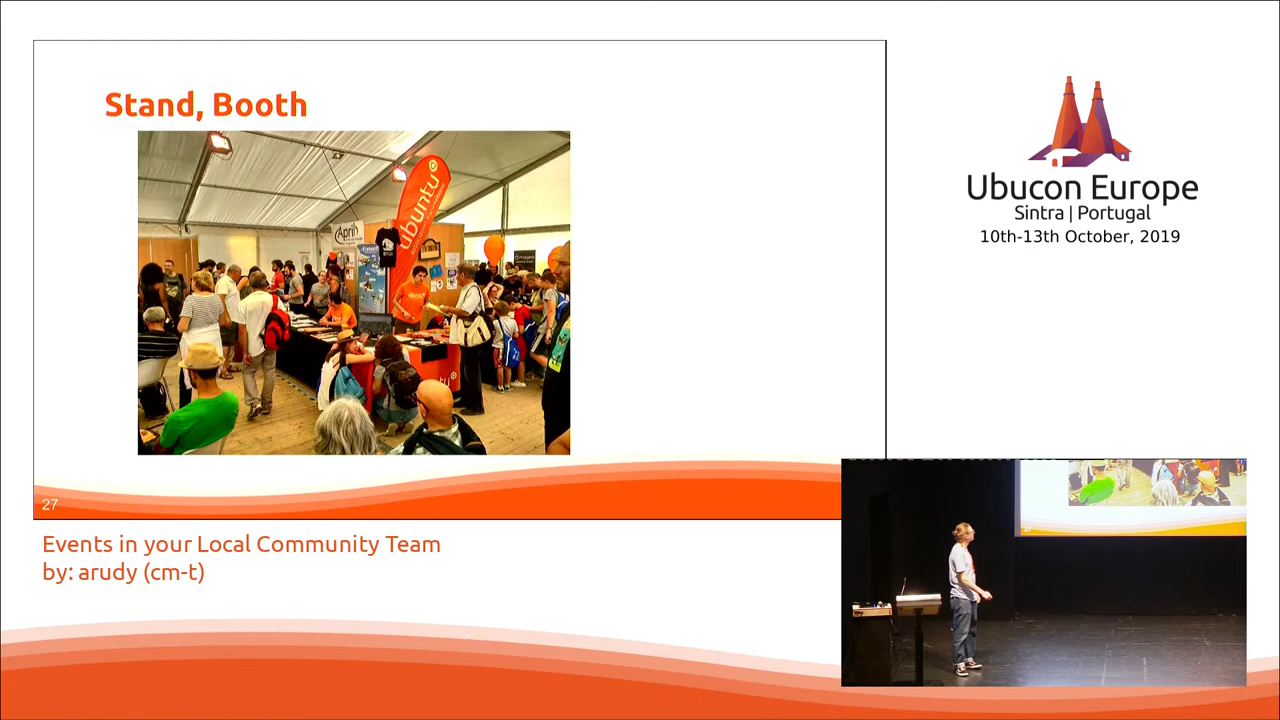 Stand, Booth
April
ubuntu
27
Events in your Local Community Team
by: arudy (cm-t)
Ubucon Europe
Sintra | Portugal
10th-13th October, 2019